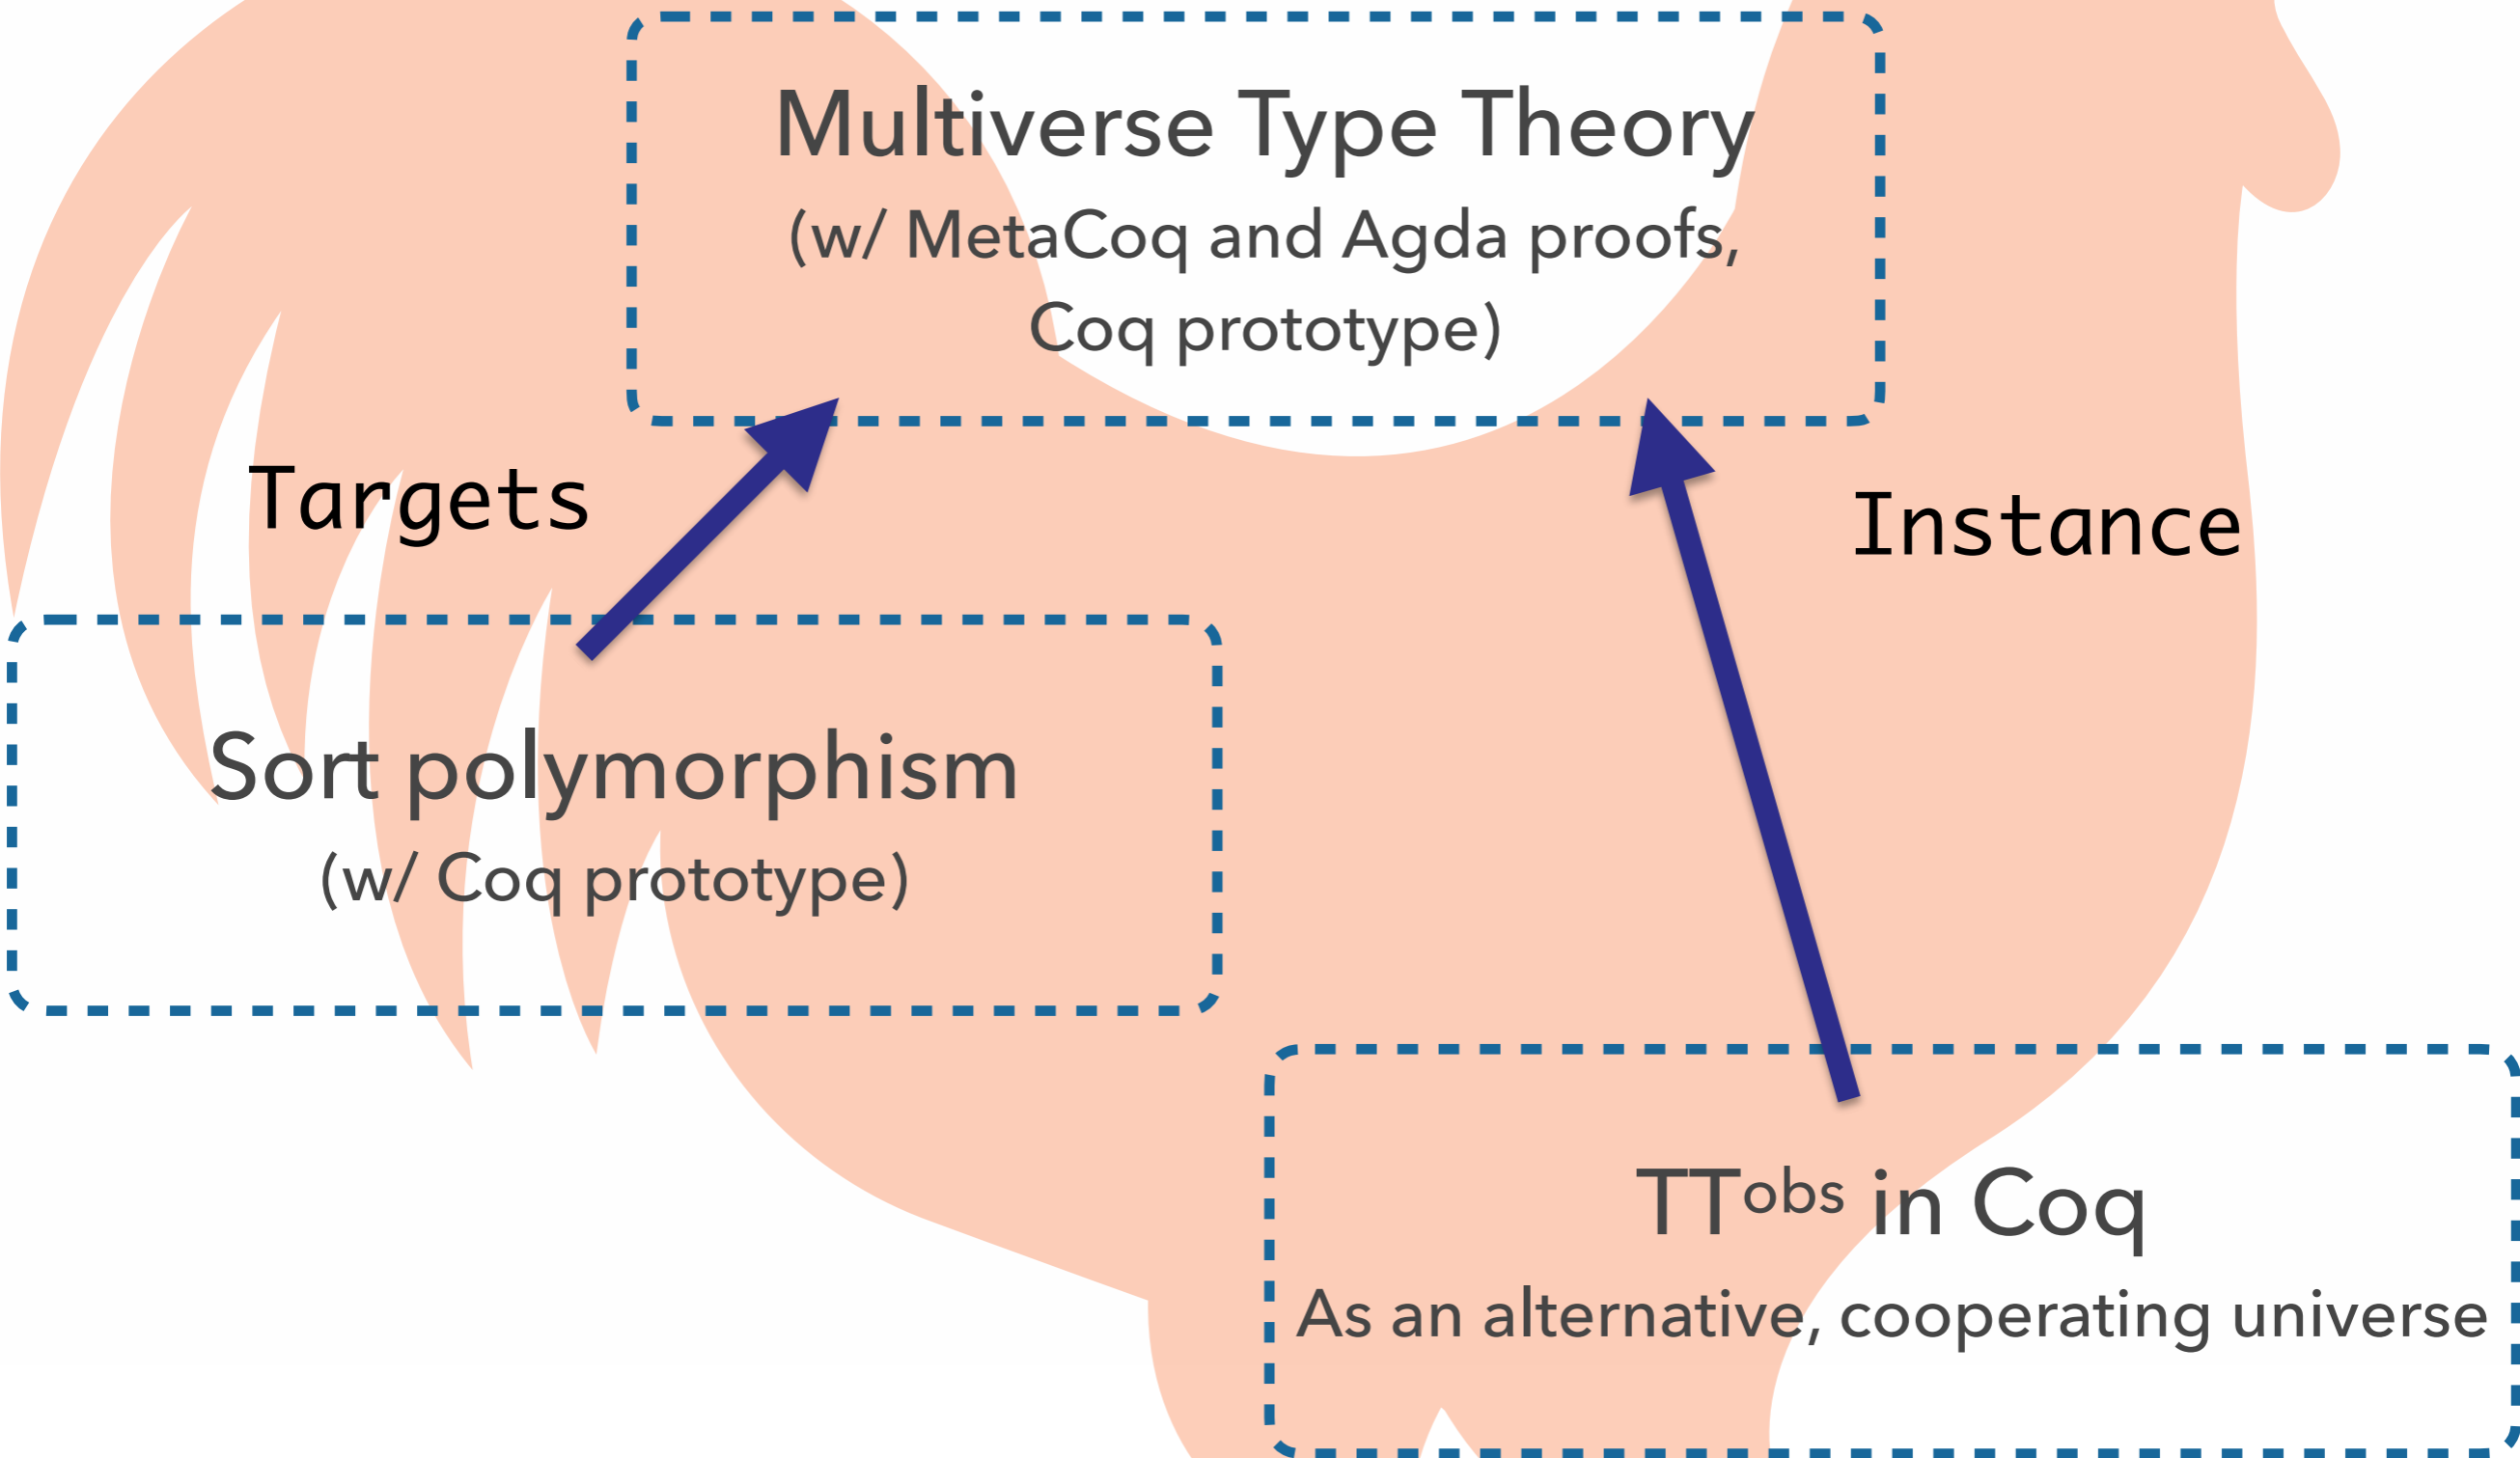 Multiverse Type Theory
(w/ MetaCoq and Agda proofs,
Coq prototype)
Targets
Instance
Sort polymorphism
(w/ Coq prototype)
TTobs in Coq
As an alternative, cooperating universe